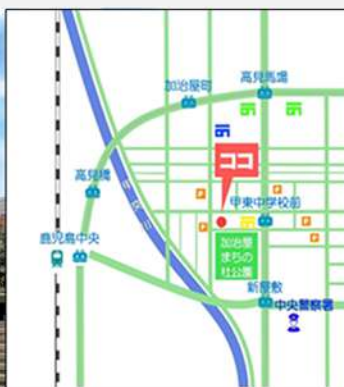 高見馬場
加治屋町
ココ
高見橋
甲東中学校前
鹿児島中央
加治屋
まちの
杜公園
新屋敷
中央警察署